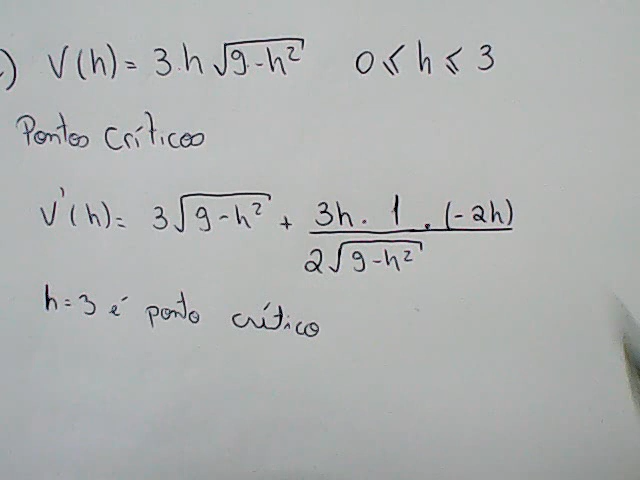 ) V(h) = 3.h √(9-h²) 0 ≤ h ≤ 3
Pontos Críticos
V'(h) = 3√(9-h²) + 3h . 1 . (-2h) / 2√(9-h²)
h=3 é ponto crítico